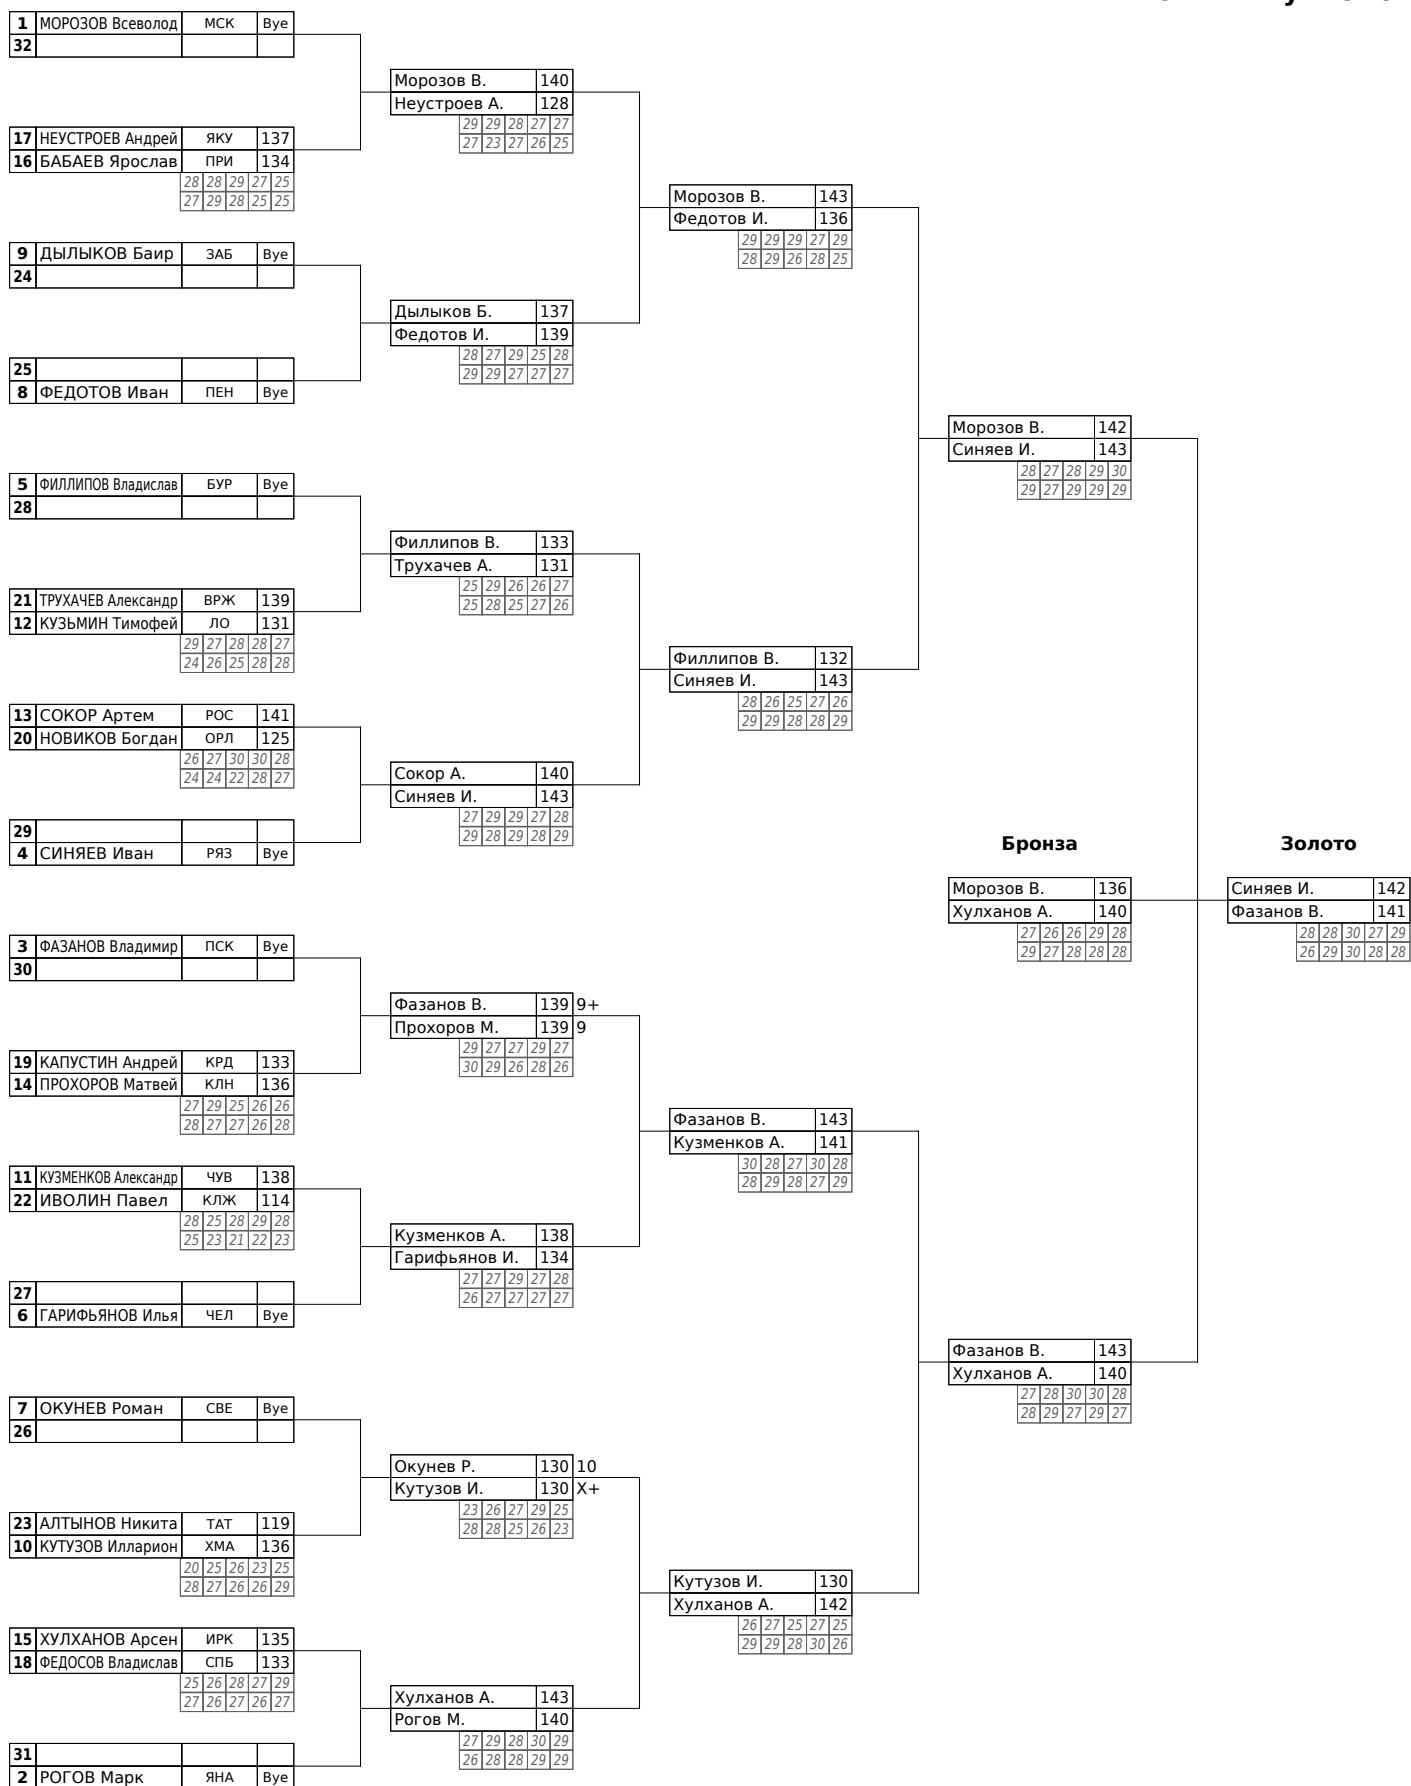 1 МОРОЗОВ Всеволод МСК Bye
32
Морозов В. 140
Неустроев А. 128
29 29 28 27 27
27 23 27 26 25
17 НЕУСТРОЕВ Андрей ЯКУ 137
16 БАБАЕВ Ярослав ПРИ 134
28 28 29 27 25
27 29 28 25 25
Морозов В. 143
Федотов И. 136
29 29 29 27 29
28 29 26 28 25
9 ДЫЛЫКОВ Баир ЗАБ Bye
24
Дылыков Б. 137
Федотов И. 139
28 27 29 25 28
29 29 27 27 27
25
8 ФЕДОТОВ Иван ПЕН Bye
Морозов В. 142
Синяев И. 143
28 27 28 29 30
29 27 29 29 29
5 ФИЛЛИПОВ Владислав БУР Bye
28
Филлипов В. 133
Трухачев А. 131
25 29 26 26 27
25 28 25 27 26
21 ТРУХАЧЕВ Александр ВРЖ 139
12 КУЗЬМИН Тимофей ЛО 131
29 27 28 28 27
24 26 25 28 28
Филлипов В. 132
Синяев И. 143
28 26 25 27 26
29 29 28 28 29
13 СОКОР Артем РОС 141
20 НОВИКОВ Богдан ОРЛ 125
26 27 30 30 28
24 24 22 28 27
Сокор А. 140
Синяев И. 143
27 29 29 27 28
29 28 29 28 29
29
4 СИНЯЕВ Иван РЯЗ Bye
Бронза Золото
Морозов В. 136
Хулханов А. 140
27 26 26 29 28
29 27 28 28 28
Синяев И. 142
Фазанов В. 141
28 28 30 27 29
26 29 30 28 28
3 ФАЗАНОВ Владимир ПСК Bye
30
Фазанов В. 139 9+
Прохоров М. 139 9
29 27 27 29 27
30 29 26 28 26
19 КАПУСТИН Андрей КРД 133
14 ПРОХОРОВ Матвей КЛН 136
27 29 25 26 26
28 27 27 26 28
Фазанов В. 143
Кузменков А. 141
30 28 27 30 28
28 29 28 27 29
11 КУЗМЕНКОВ Александр ЧУВ 138
22 ИВОЛИН Павел КЛЖ 114
28 25 28 29 28
25 23 21 22 23
Кузменков А. 138
Гарифьянов И. 134
27 27 29 27 28
26 27 27 27 27
27
6 ГАРИФЬЯНОВ Илья ЧЕЛ Bye
Фазанов В. 143
Хулханов А. 140
27 28 30 30 28
28 29 27 29 27
7 ОКУНЕВ Роман СВЕ Bye
26
Окунев Р. 130 10
Кутузов И. 130 X+
23 26 27 29 25
28 28 25 26 23
23 АЛТЫНОВ Никита ТАТ 119
10 КУТУЗОВ Илларион ХМА 136
20 25 26 23 25
28 27 26 26 29
Кутузов И. 130
Хулханов А. 142
26 27 25 27 25
29 29 28 30 26
15 ХУЛХАНОВ Арсен ИРК 135
18 ФЕДОСОВ Владислав СПБ 133
25 26 28 27 29
27 26 27 26 27
Хулханов А. 143
Рогов М. 140
27 29 28 30 29
26 28 28 29 29
31
2 РОГОВ Марк ЯНА Bye